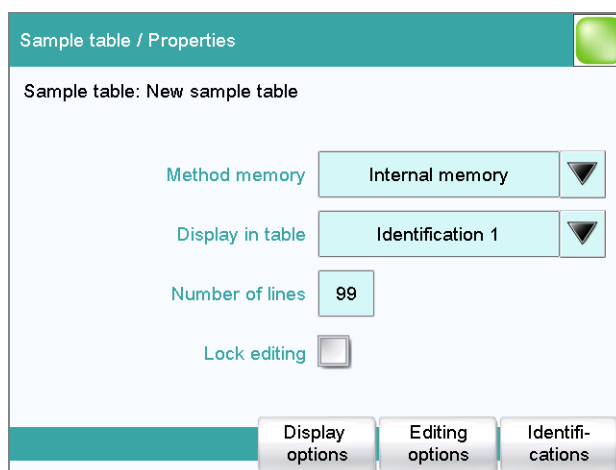 Sample table / Properties
Sample table: New sample table
Method memory
Internal memory
Display in table
Identification 1
Number of lines
99
Lock editing
Display
options
Editing
options
Identifi-
cations